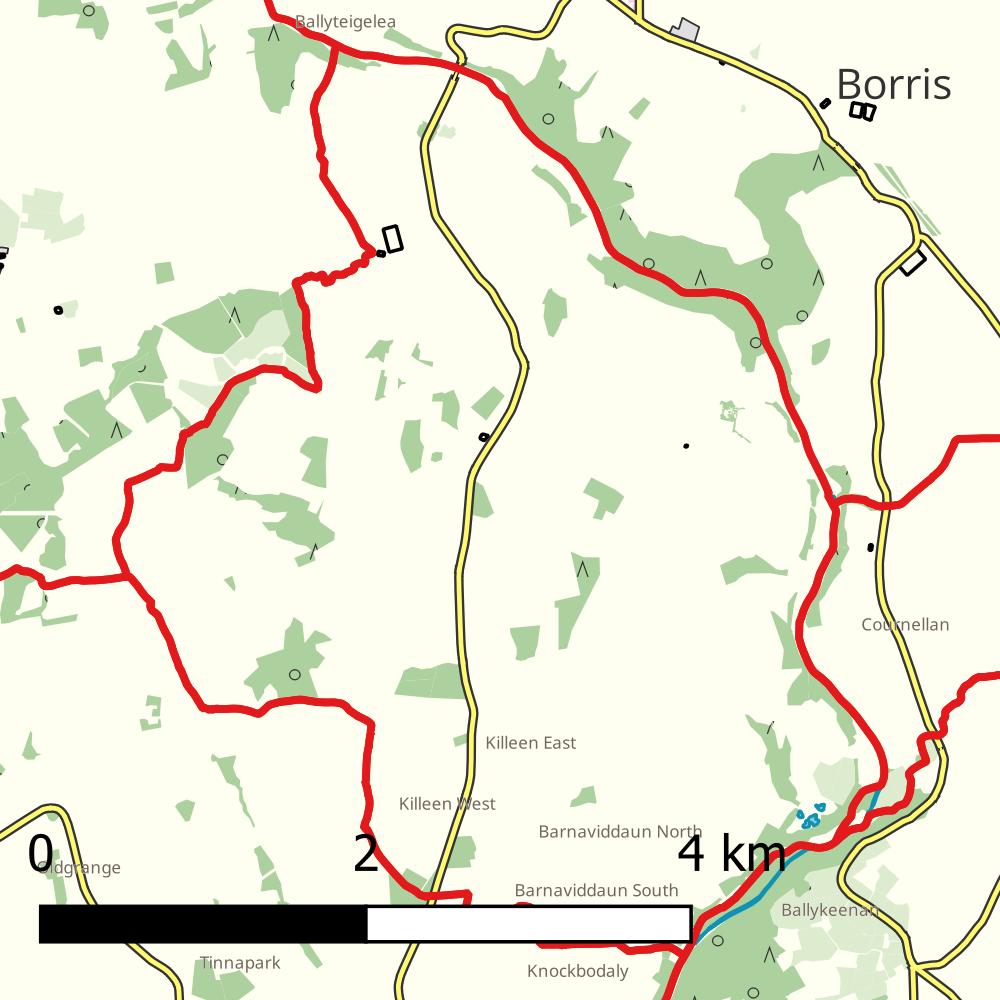 Ballyteigelea
Borris
Cournellan
Killeen East
Killeen West
Barnaviddaun North
0 2 4 km
Oldgrange
Barnaviddaun South
Ballykeenan
Tinnapark
Knockbodaly